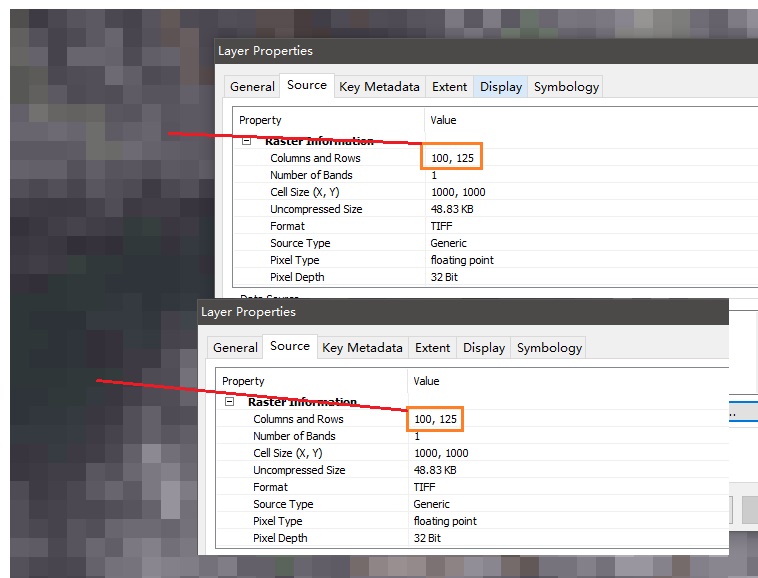 Layer Properties
General Source Key Metadata Extent Display Symbology
Property Value
Raster Information
Columns and Rows 100, 125
Number of Bands 1
Cell Size (X, Y) 1000, 1000
Uncompressed Size 48.83 KB
Format TIFF
Source Type Generic
Pixel Type floating point
Pixel Depth 32 Bit
Data Source
Layer Properties
General Source Key Metadata Extent Display Symbology
Property Value
Raster Information
Columns and Rows 100, 125
Number of Bands 1
Cell Size (X, Y) 1000, 1000
Uncompressed Size 48.83 KB
Format TIFF
Source Type Generic
Pixel Type floating point
Pixel Depth 32 Bit
..